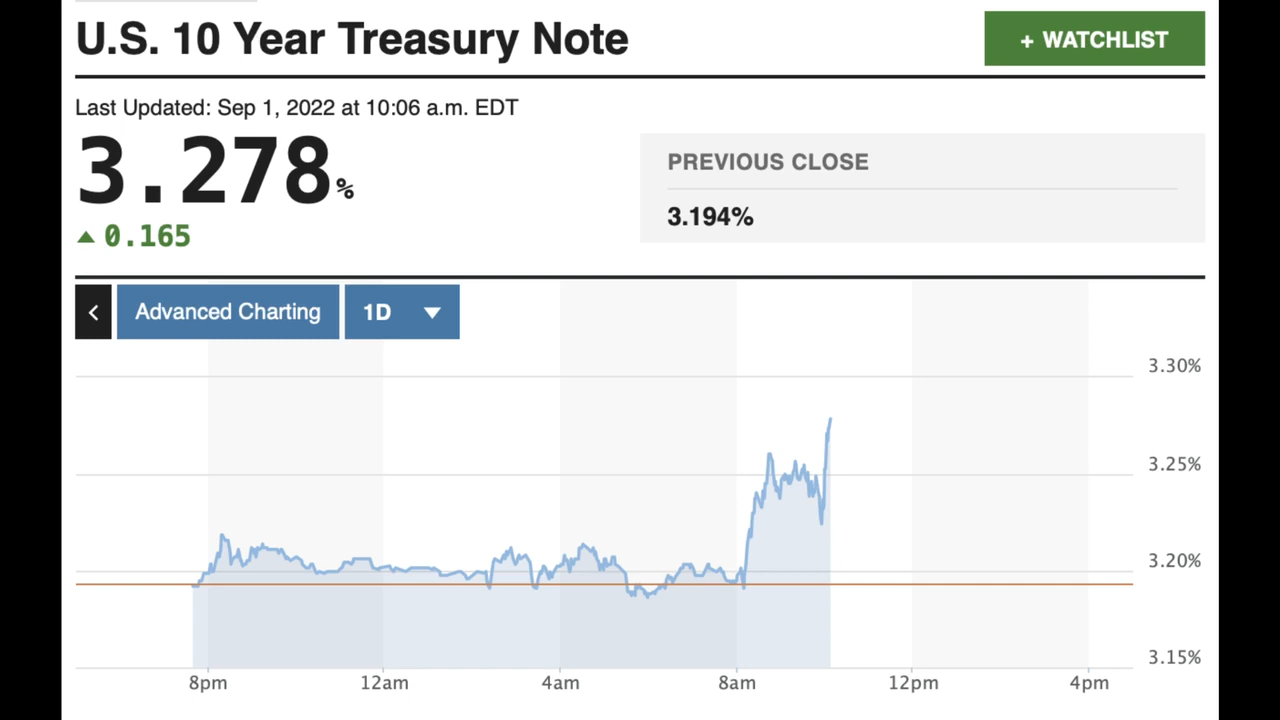 U.S. 10 Year Treasury Note
+ WATCHLIST
Last Updated: Sep 1, 2022 at 10:06 a.m. EDT
3.278%
▲ 0.165
PREVIOUS CLOSE
3.194%
< Advanced Charting 1D ▼
3.30%
3.25%
3.20%
3.15%
8pm 12am 4am 8am 12pm 4pm